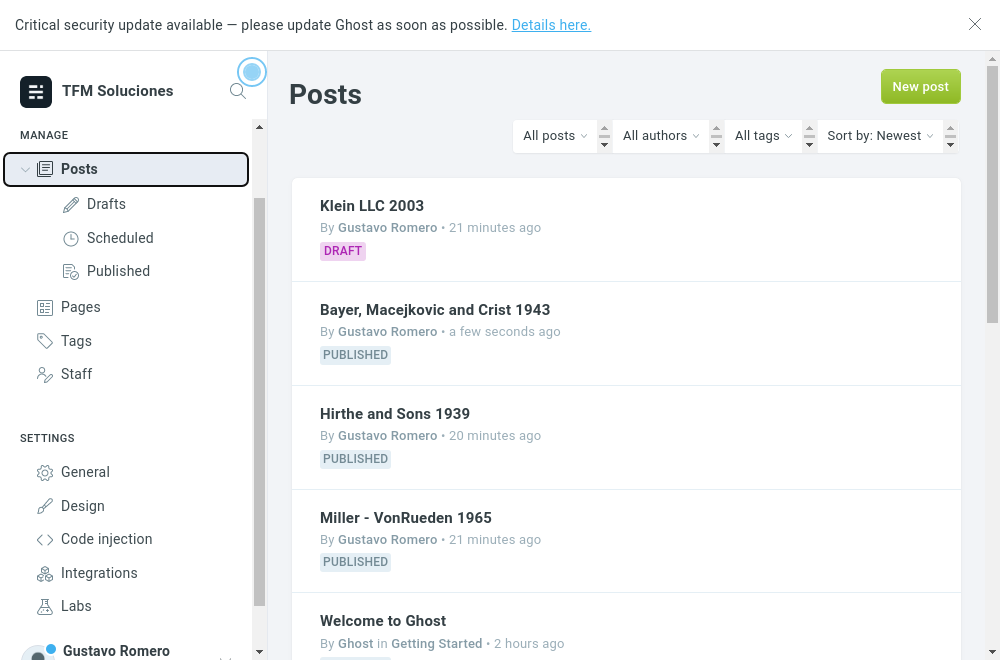 Critical security update available — please update Ghost as soon as possible. Details here.
TFM Soluciones
MANAGE
Posts
Drafts
Scheduled
Published
Pages
Tags
Staff
SETTINGS
General
Design
Code injection
Integrations
Labs
Gustavo Romero
Posts
New post
All posts
All authors
All tags
Sort by: Newest
Klein LLC 2003
By Gustavo Romero • 21 minutes ago
DRAFT
Bayer, Macejkovic and Crist 1943
By Gustavo Romero • a few seconds ago
PUBLISHED
Hirthe and Sons 1939
By Gustavo Romero • 20 minutes ago
PUBLISHED
Miller - VonRueden 1965
By Gustavo Romero • 21 minutes ago
PUBLISHED
Welcome to Ghost
By Ghost in Getting Started • 2 hours ago